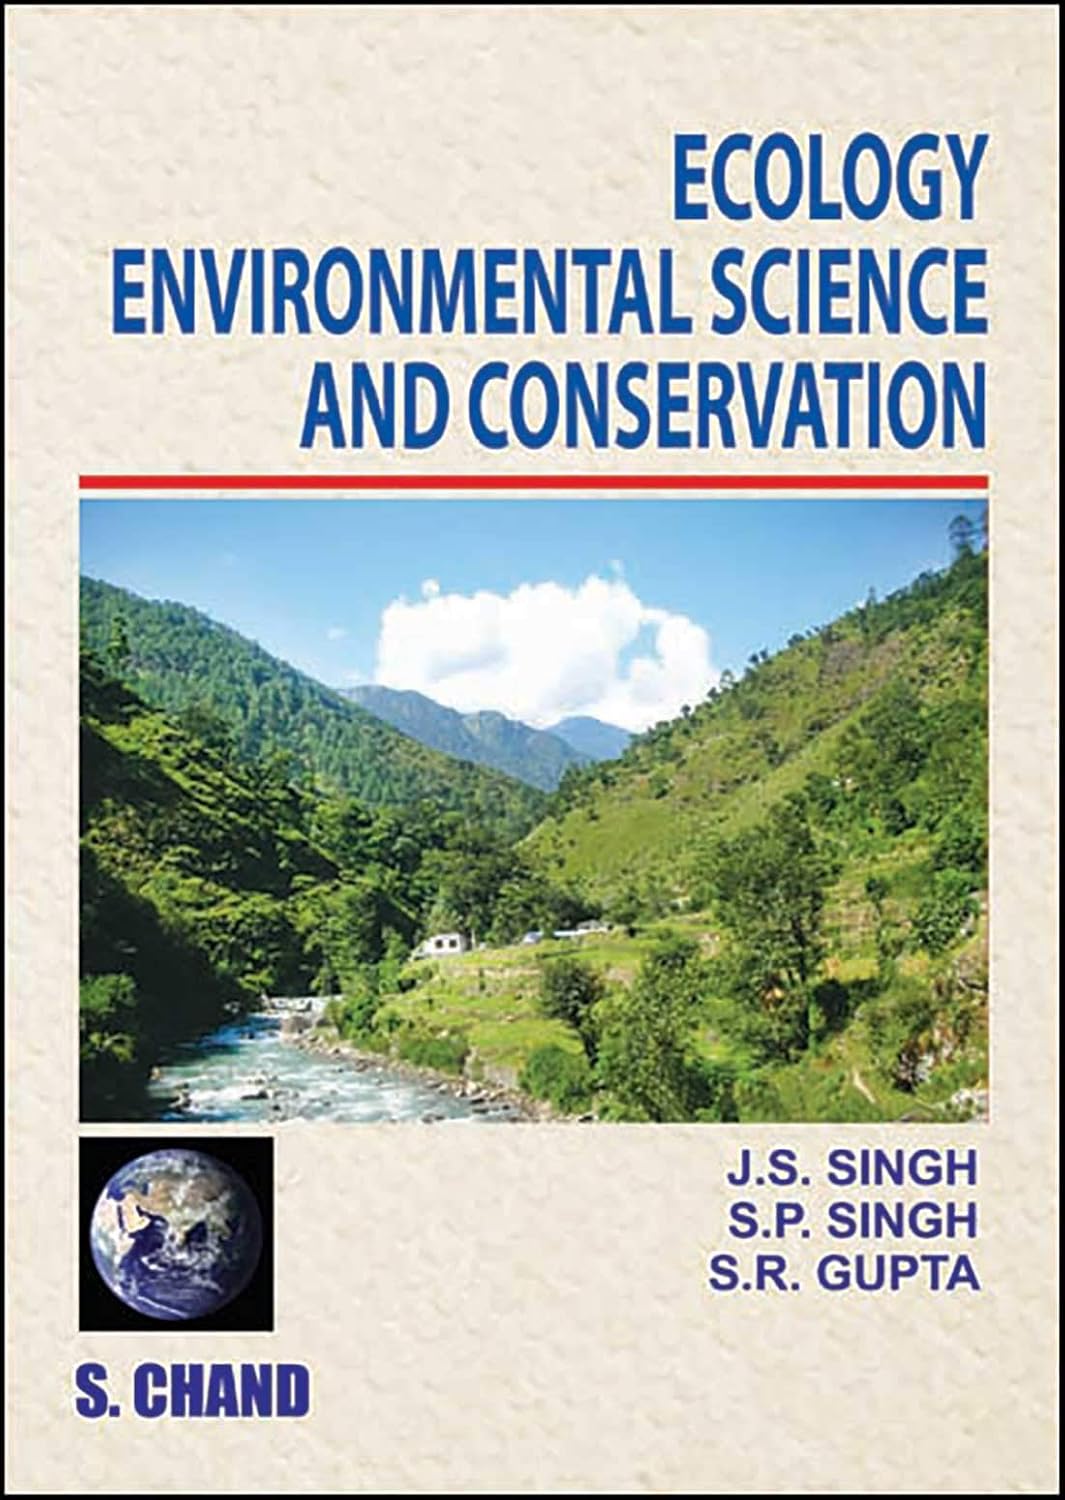 ECOLOGY
ENVIRONMENTAL SCIENCE
AND CONSERVATION
J.S. SINGH
S.P. SINGH
S.R. GUPTA
S. CHAND